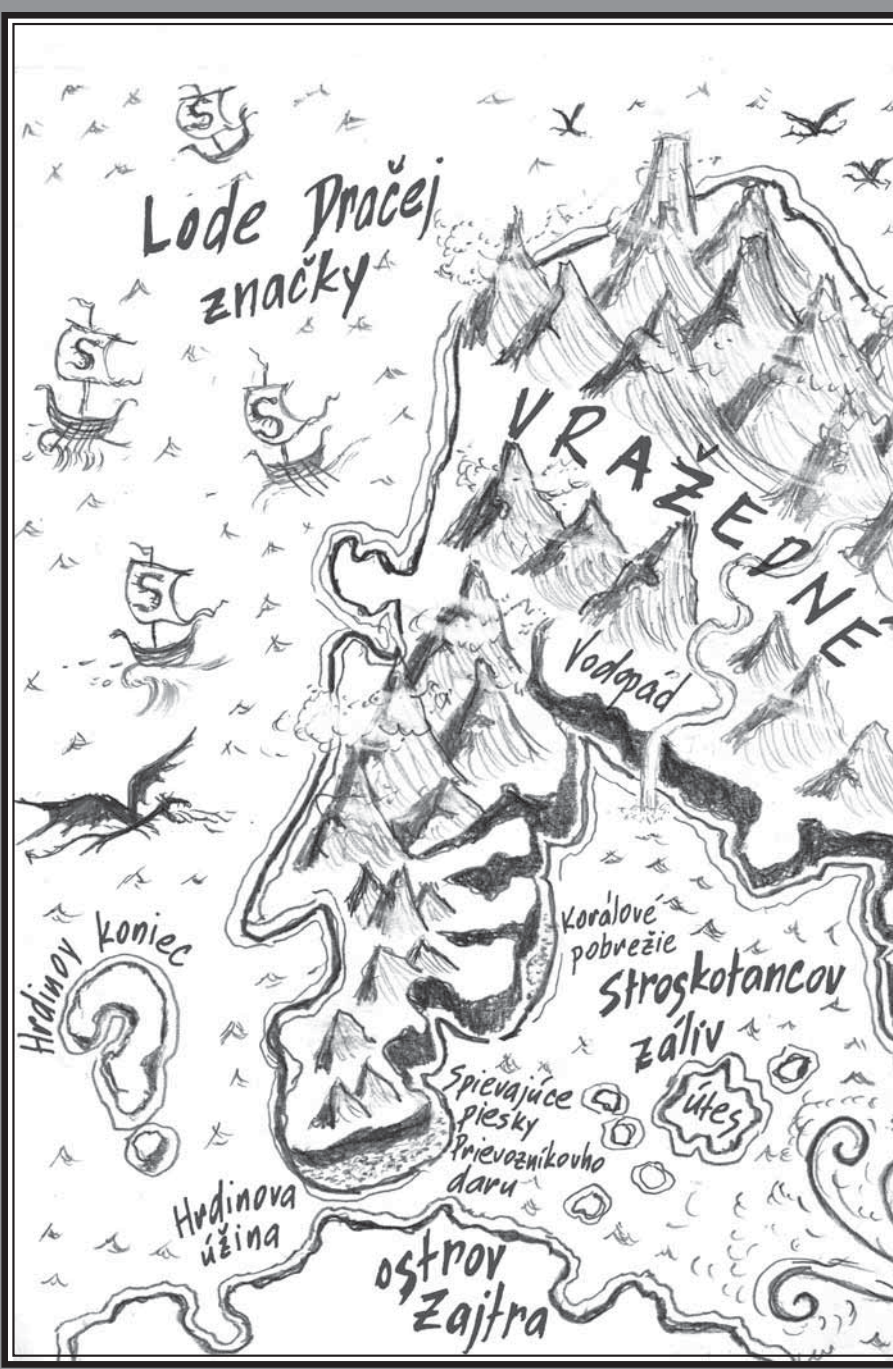 Lode Dračej
značky
S
S
S
S
VRAŽEDNÉ
Vodopád
Korálové
pobrežie
Stroskotancov
záliv
Hrdinov koniec
útes
Spievajúce
piesky
Prievozníkovho
daru
Hrdinova
úžina
ostrov
Zajtra